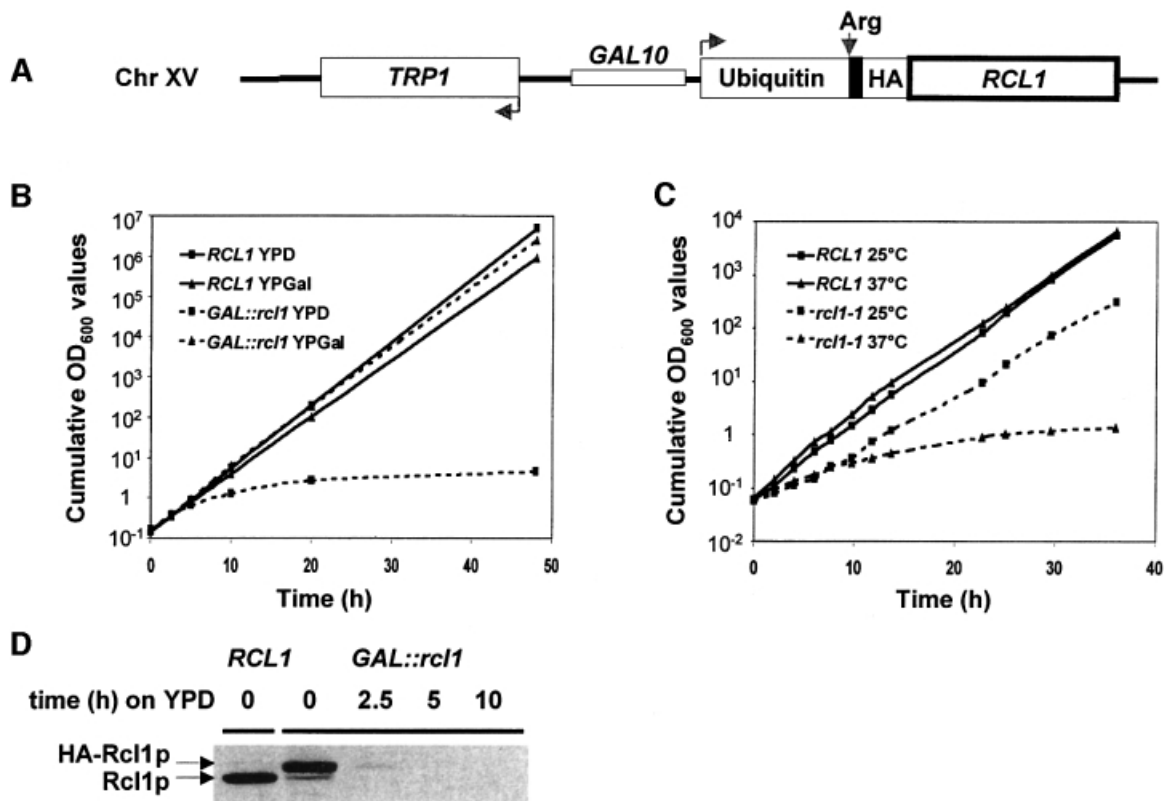 A
Chr XV
TRP1
GAL10
Ubiquitin
Arg
HA
RCL1
B
Cumulative OD600 values
10^7
10^6
10^5
10^4
10^3
10^2
10^1
1
10^-1
RCL1 YPD
RCL1 YPGal
GAL::rcl1 YPD
GAL::rcl1 YPGal
0 10 20 30 40 50
Time (h)
C
Cumulative OD600 values
10^4
10^3
10^2
10^1
1
10^-1
10^-2
RCL1 25°C
RCL1 37°C
rcl1-1 25°C
rcl1-1 37°C
0 10 20 30 40
Time (h)
D
RCL1 GAL::rcl1
time (h) on YPD 0 0 2.5 5 10
HA-Rcl1p
Rcl1p